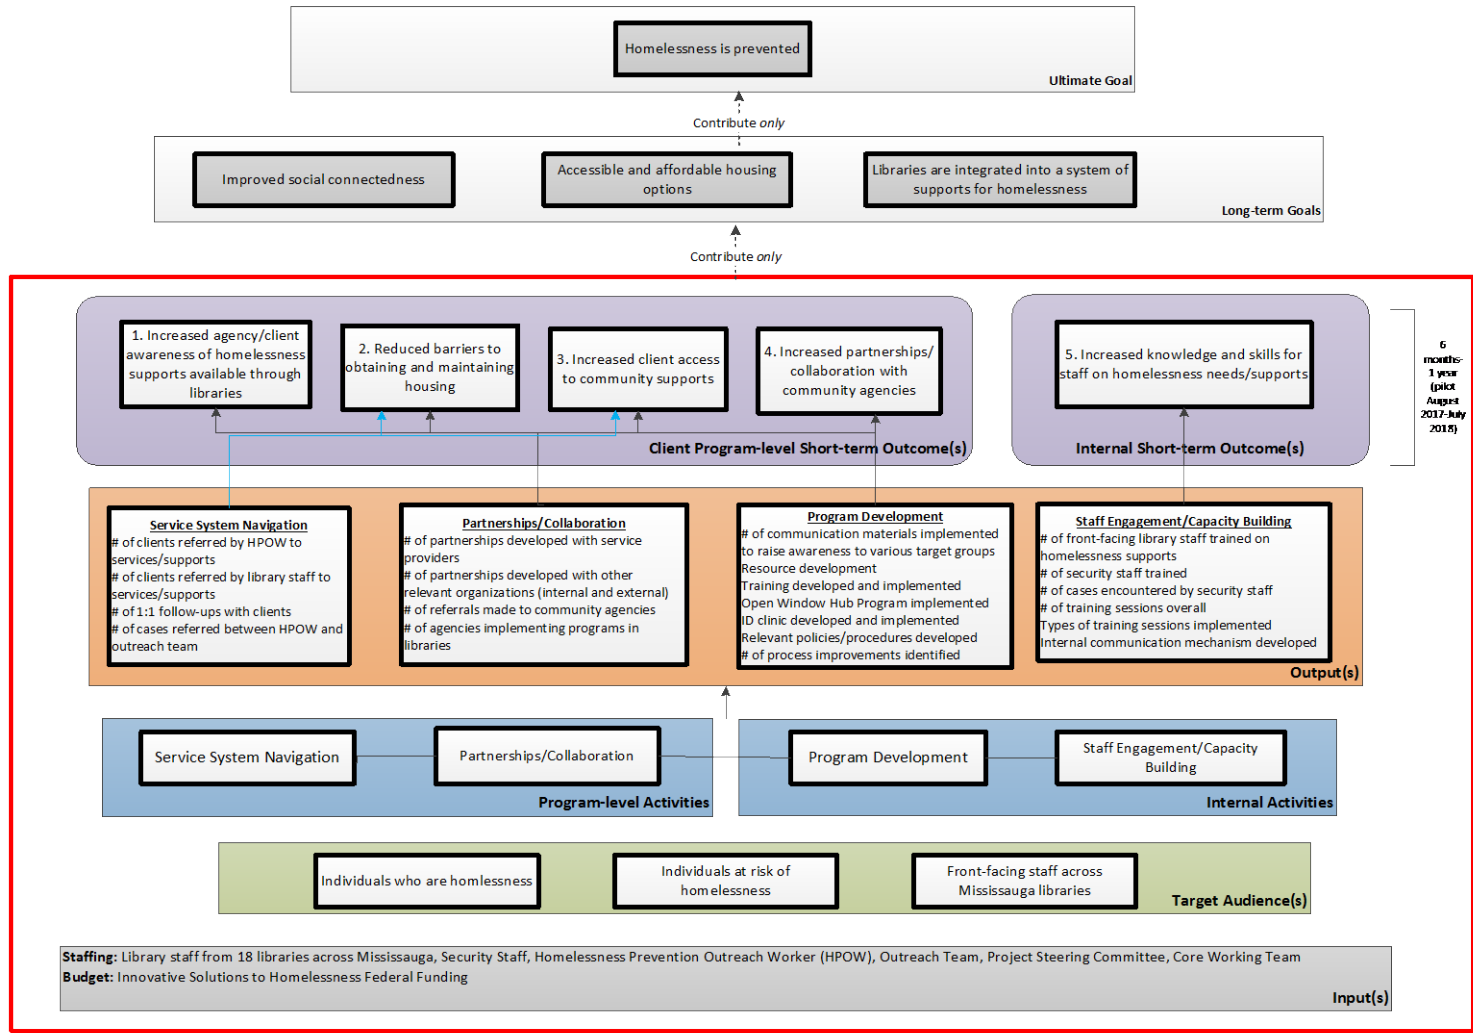 Homelessness is prevented
Ultimate Goal
Contribute only
Improved social connectedness
Accessible and affordable housing
options
Libraries are integrated into a system of
supports for homelessness
Long-term Goals
Contribute only
1. Increased agency/client
awareness of homelessness
supports available through
libraries
2. Reduced barriers to
obtaining and maintaining
housing
3. Increased client access
to community supports
4. Increased partnerships/
collaboration with
community agencies
Client Program-level Short-term Outcome(s)
5. Increased knowledge and skills for
staff on homelessness needs/supports
Internal Short-term Outcome(s)
6
months-
1 year
(pilot
August
2017-July
2018)
Service System Navigation
# of clients referred by HPOW to
services/supports
# of clients referred by library staff to
services/supports
# of 1:1 follow-ups with clients
# of cases referred between HPOW and
outreach team
Partnerships/Collaboration
# of partnerships developed with service
providers
# of partnerships developed with other
relevant organizations (internal and external)
# of referrals made to community agencies
# of agencies implementing programs in
libraries
Program Development
# of communication materials implemented
to raise awareness to various target groups
Resource development
Training developed and implemented
Open Window Hub Program implemented
ID clinic developed and implemented
Relevant policies/procedures developed
# of process improvements identified
Staff Engagement/Capacity Building
# of front-facing library staff trained on
homelessness supports
# of security staff trained
# of cases encountered by security staff
# of training sessions overall
Types of training sessions implemented
Internal communication mechanism developed
Output(s)
Service System Navigation
Partnerships/Collaboration
Program-level Activities
Program Development
Staff Engagement/Capacity
Building
Internal Activities
Individuals who are homlessness
Individuals at risk of
homelessness
Front-facing staff across
Mississauga libraries
Target Audience(s)
Staffing: Library staff from 18 libraries across Mississauga, Security Staff, Homelessness Prevention Outreach Worker (HPOW), Outreach Team, Project Steering Committee, Core Working Team
Budget: Innovative Solutions to Homelessness Federal Funding
Input(s)